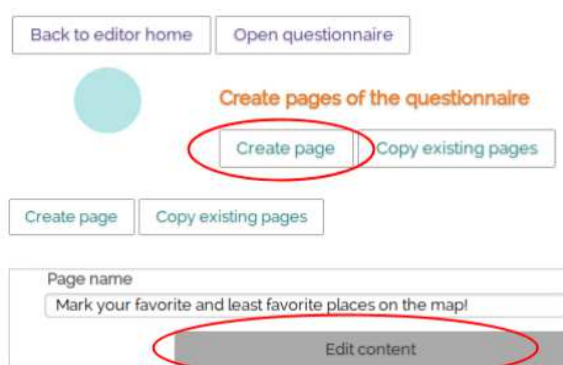 Back to editor home Open questionnaire
Create pages of the questionnaire
Create page Copy existing pages
Create page Copy existing pages
Page name
Mark your favorite and least favorite places on the map!
Edit content